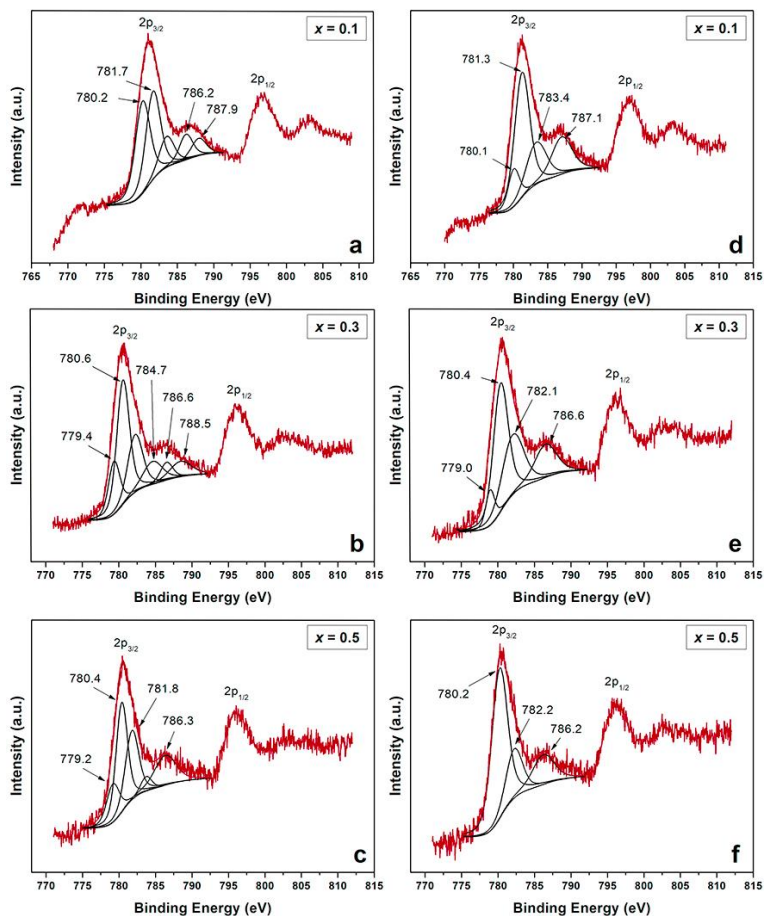 2p3/2
x = 0.1
781.7
780.2
786.2
787.9
2p1/2
Intensity (a.u.)
a
765 770 775 780 785 790 795 800 805 810
Binding Energy (eV)
2p3/2
x = 0.1
781.3
783.4
787.1
780.1
2p1/2
Intensity (a.u.)
d
765 770 775 780 785 790 795 800 805 810 815
Binding Energy (eV)
2p3/2
x = 0.3
780.6
784.7
786.6
788.5
779.4
2p1/2
Intensity (a.u.)
b
770 775 780 785 790 795 800 805 810 815
Binding Energy (eV)
2p3/2
x = 0.3
780.4
782.1
786.6
779.0
2p1/2
Intensity (a.u.)
e
770 775 780 785 790 795 800 805 810 815
Binding Energy (eV)
2p3/2
x = 0.5
780.4
781.8
786.3
779.2
2p1/2
Intensity (a.u.)
c
770 775 780 785 790 795 800 805 810 815
Binding Energy (eV)
2p3/2
x = 0.5
780.2
782.2
786.2
2p1/2
Intensity (a.u.)
f
770 775 780 785 790 795 800 805 810 815
Binding Energy (eV)